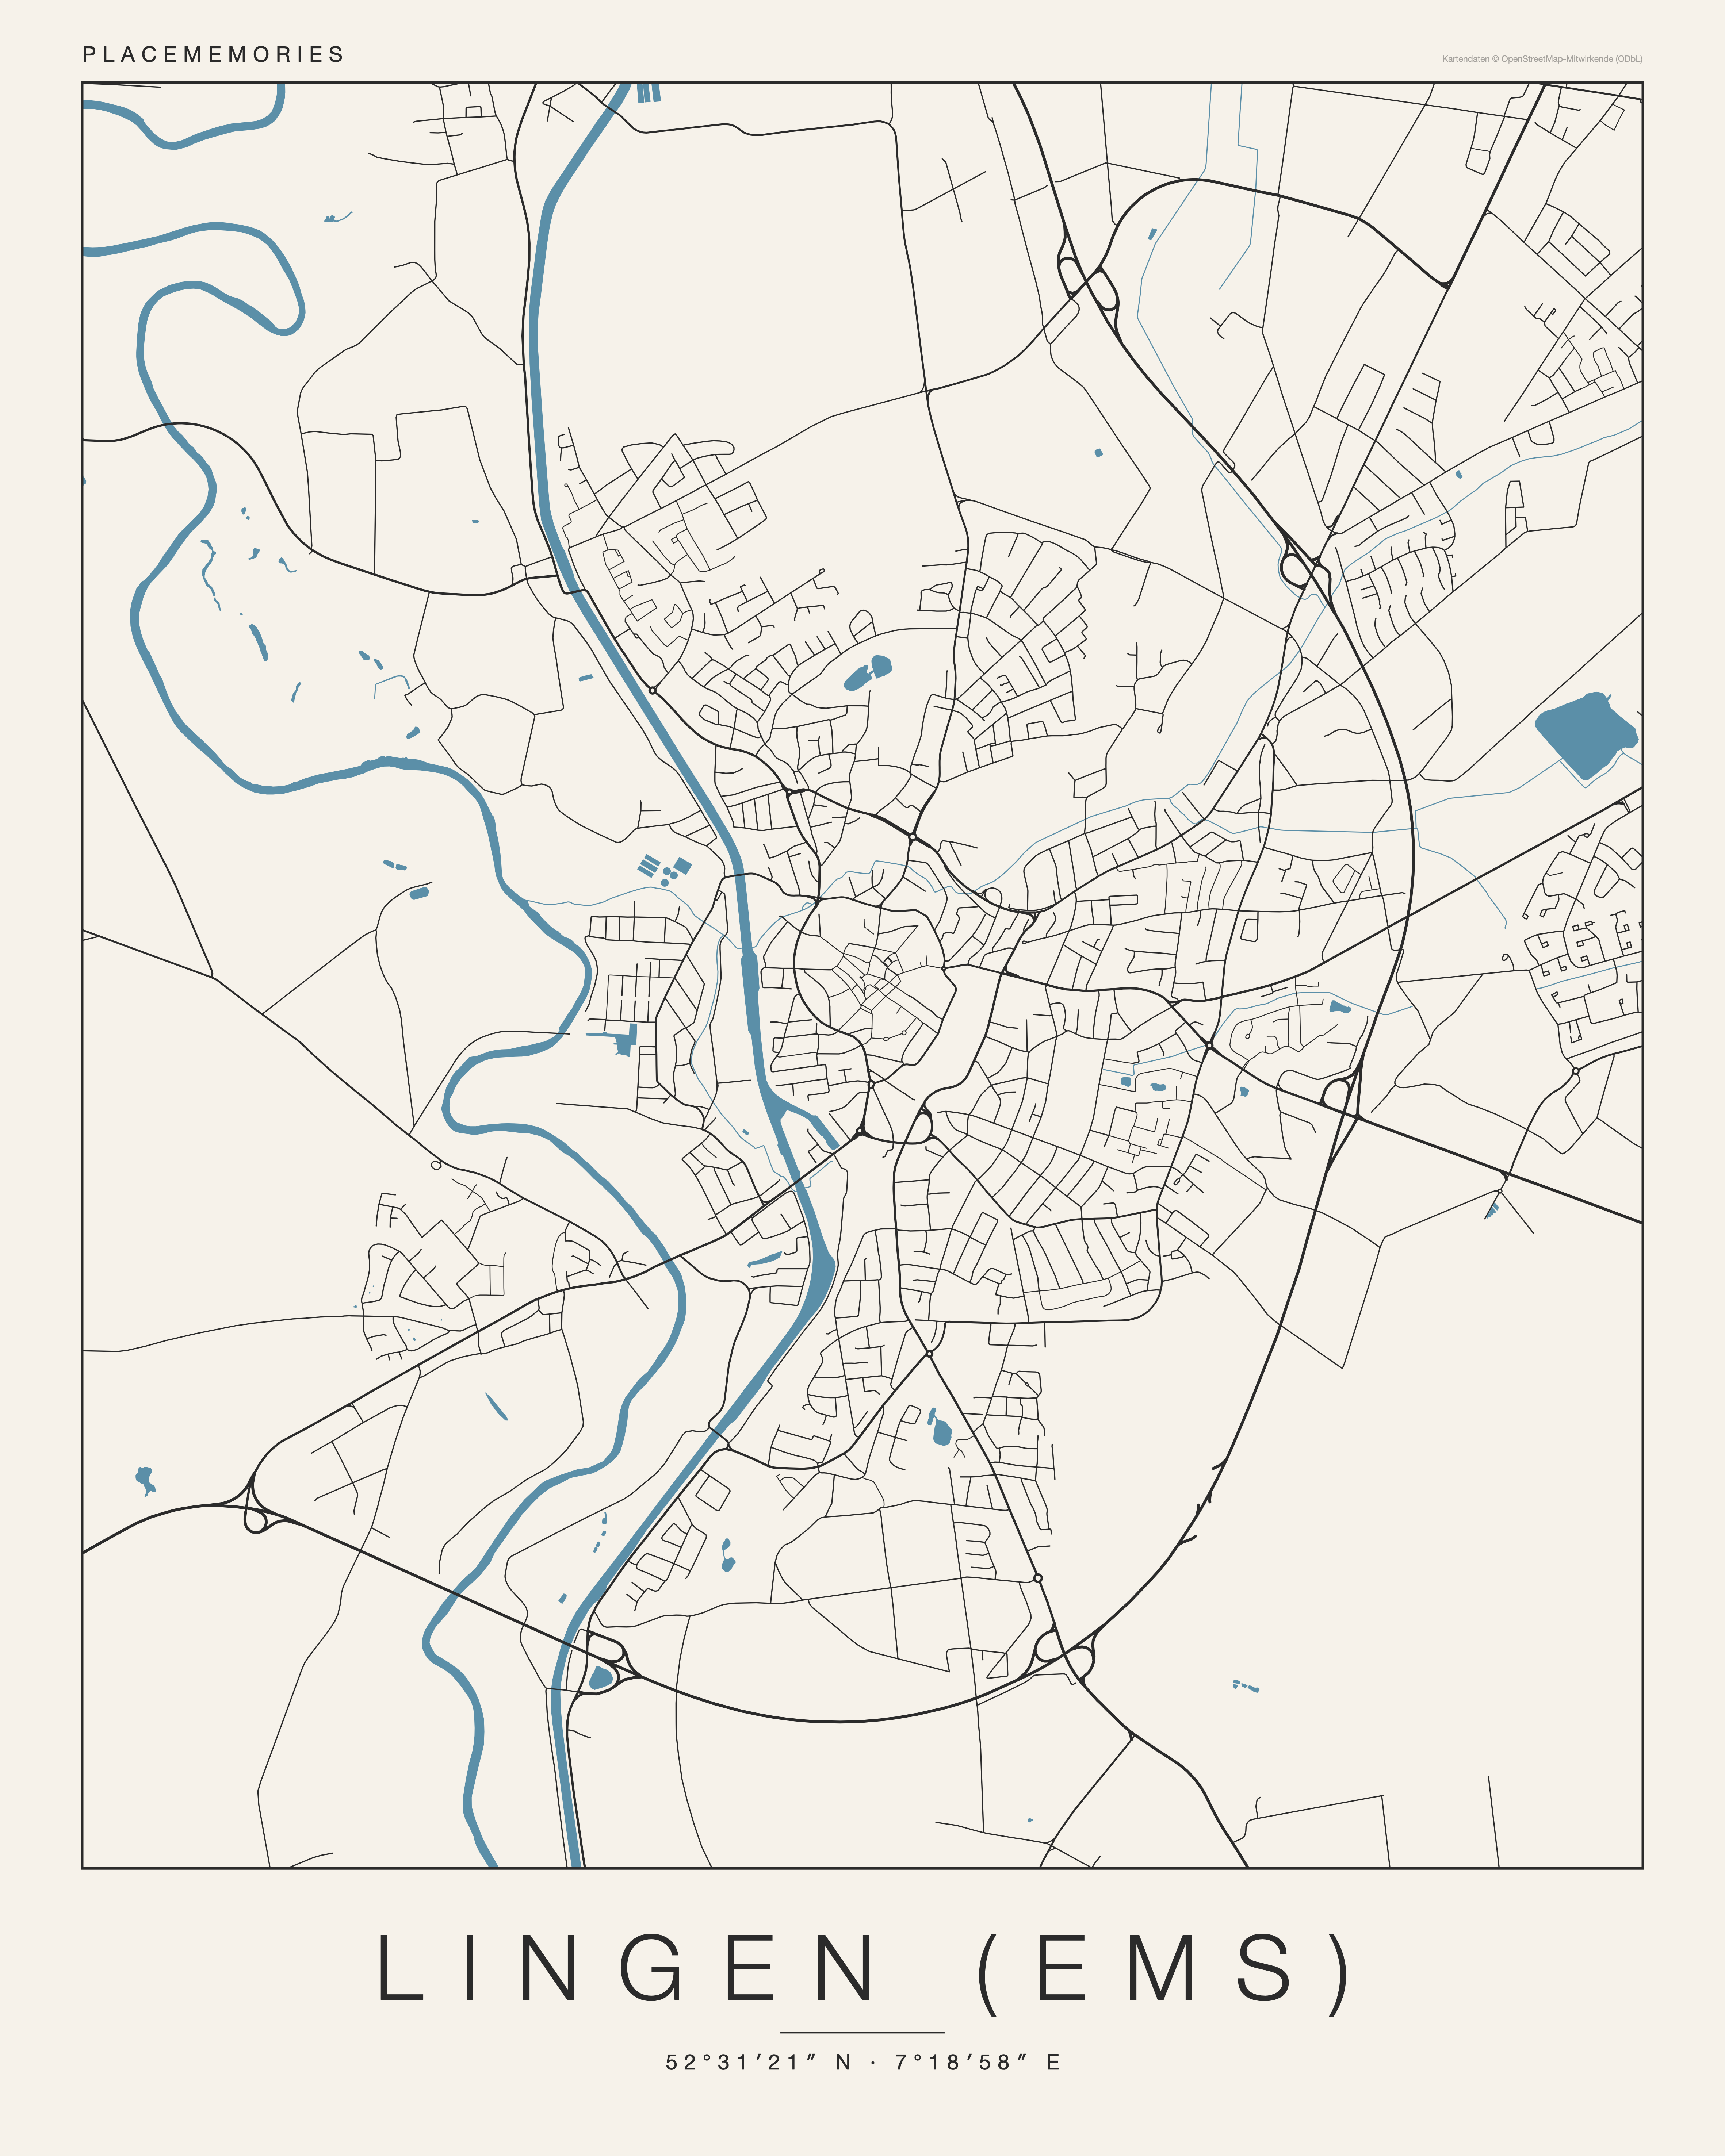 PLACEMEMORIES
Kartendaten © OpenStreetMap-Mitwirkende (ODbL)
LINGEN (EMS)
52°31′21″ N · 7°18′58″ E